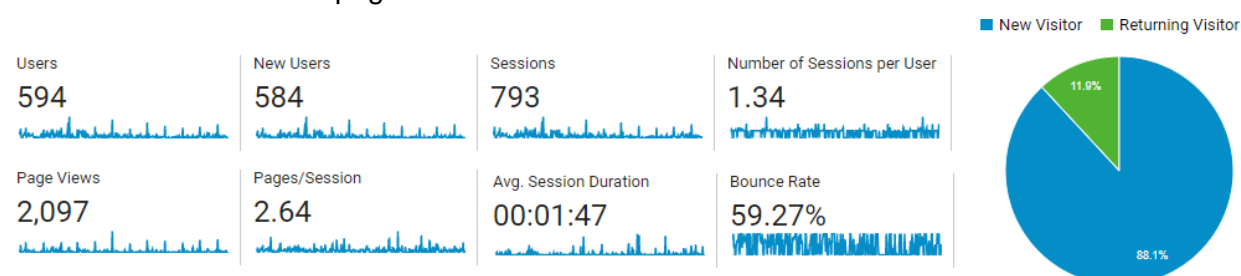 New Visitor Returning Visitor
Users New Users Sessions Number of Sessions per User
594 584 793 1.34
Page Views Pages/Session Avg. Session Duration Bounce Rate
2,097 2.64 00:01:47 59.27%
11.9%
88.1%